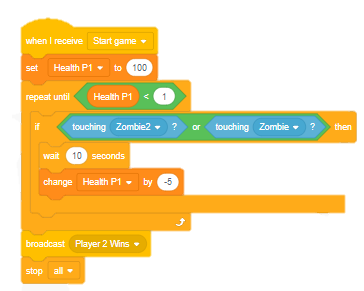 when I receive Start game
set Health P1 to 100
repeat until Health P1 < 1
if touching Zombie2 ? or touching Zombie ? then
wait 10 seconds
change Health P1 by -5
broadcast Player 2 Wins
stop all